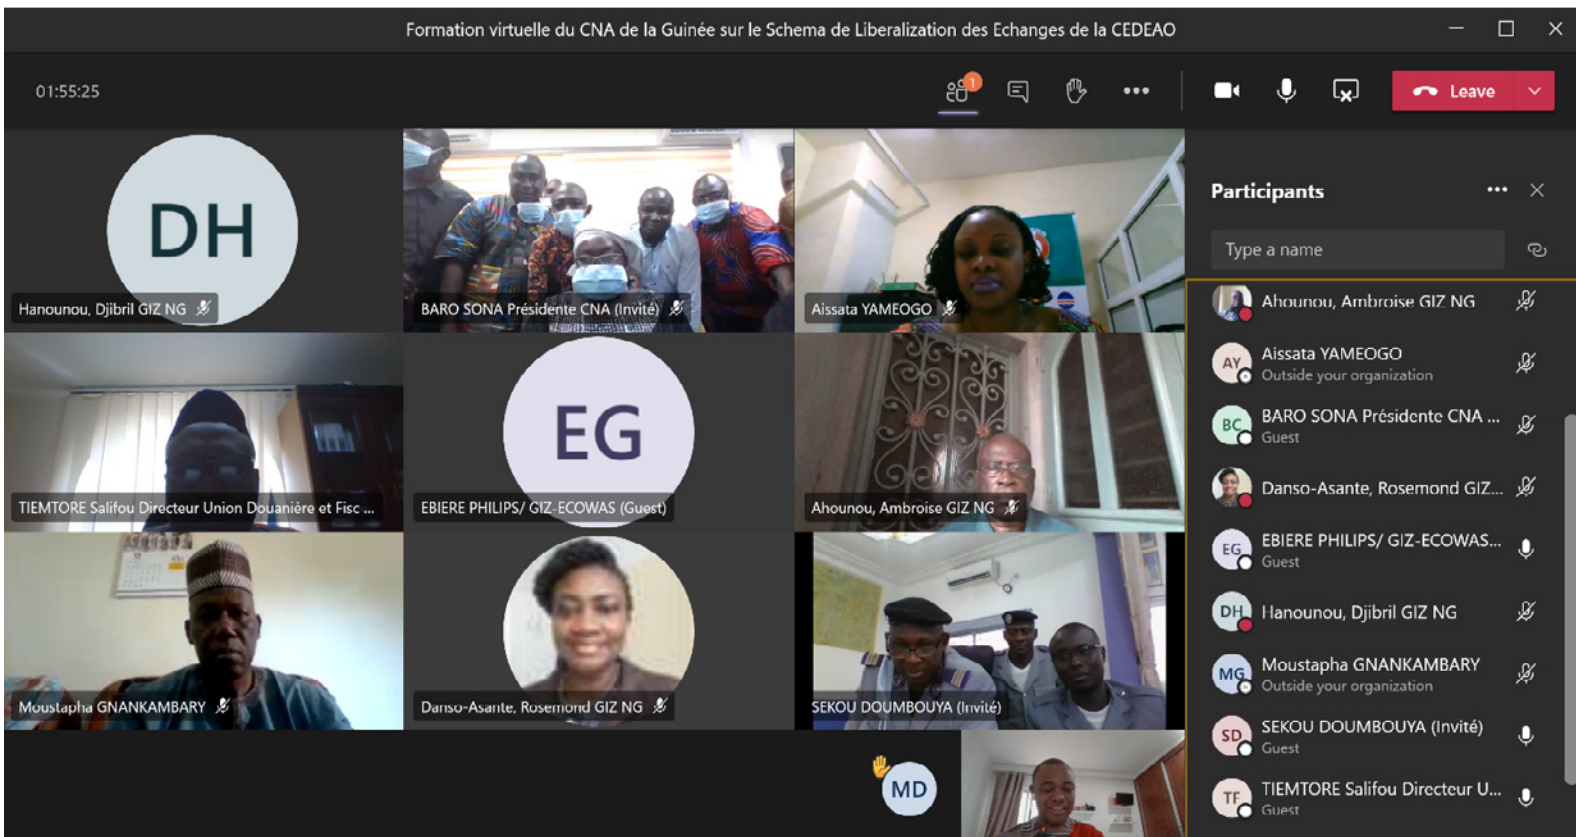 Formation virtuelle du CNA de la Guinée sur le Schema de Liberalization des Echanges de la CEDEAO
01:55:25
1
Leave
DH
Hanounou, Djibril GIZ NG
BARO SONA Présidente CNA (Invité)
Aissata YAMEOGO
TIEMTORE Salifou Directeur Union Douanière et Fisc ...
EG
EBIERE PHILIPS/ GIZ-ECOWAS (Guest)
Ahounou, Ambroise GIZ NG
Moustapha GNANKAMBARY
Danso-Asante, Rosemond GIZ NG
SEKOU DOUMBOUYA (Invité)
MD
Participants
Type a name
Ahounou, Ambroise GIZ NG
AY
Aissata YAMEOGO
Outside your organization
BC
BARO SONA Présidente CNA ...
Guest
Danso-Asante, Rosemond GIZ...
EG
EBIERE PHILIPS/ GIZ-ECOWAS...
Guest
DH
Hanounou, Djibril GIZ NG
MG
Moustapha GNANKAMBARY
Outside your organization
SD
SEKOU DOUMBOUYA (Invité)
Guest
TF
TIEMTORE Salifou Directeur U...
Guest